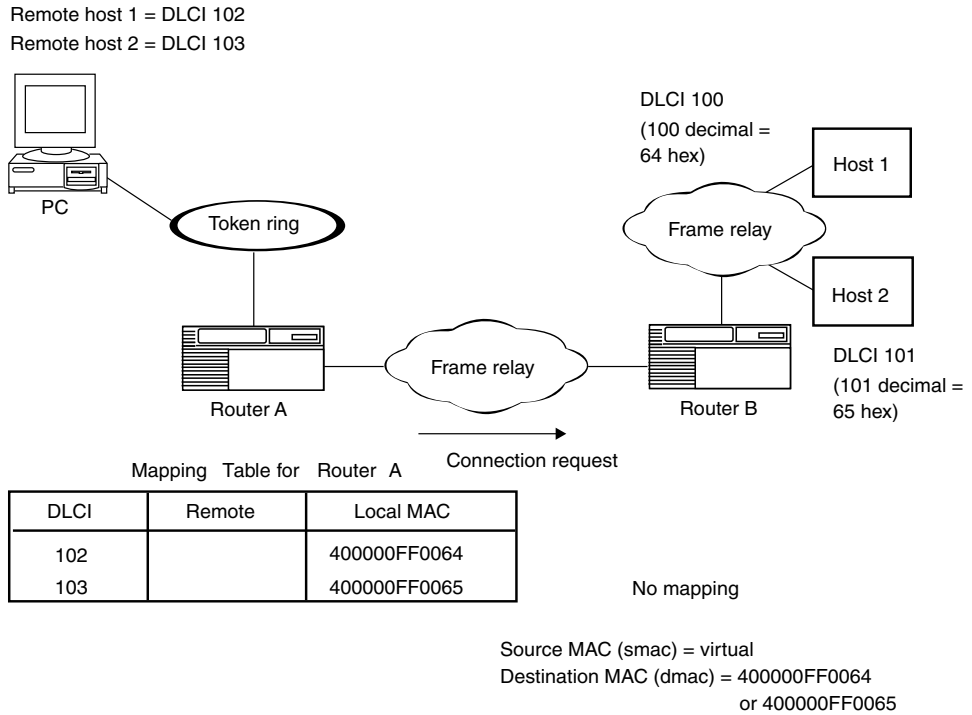 Remote host 1 = DLCI 102
Remote host 2 = DLCI 103
PC
Token ring
DLCI 100
(100 decimal =
64 hex)
Host 1
Frame relay
Host 2
DLCI 101
(101 decimal =
65 hex)
Router A
Frame relay
Router B
Connection request
Mapping Table for Router A
DLCI Remote Local MAC
102 400000FF0064
103 400000FF0065
No mapping
Source MAC (smac) = virtual
Destination MAC (dmac) = 400000FF0064
or 400000FF0065